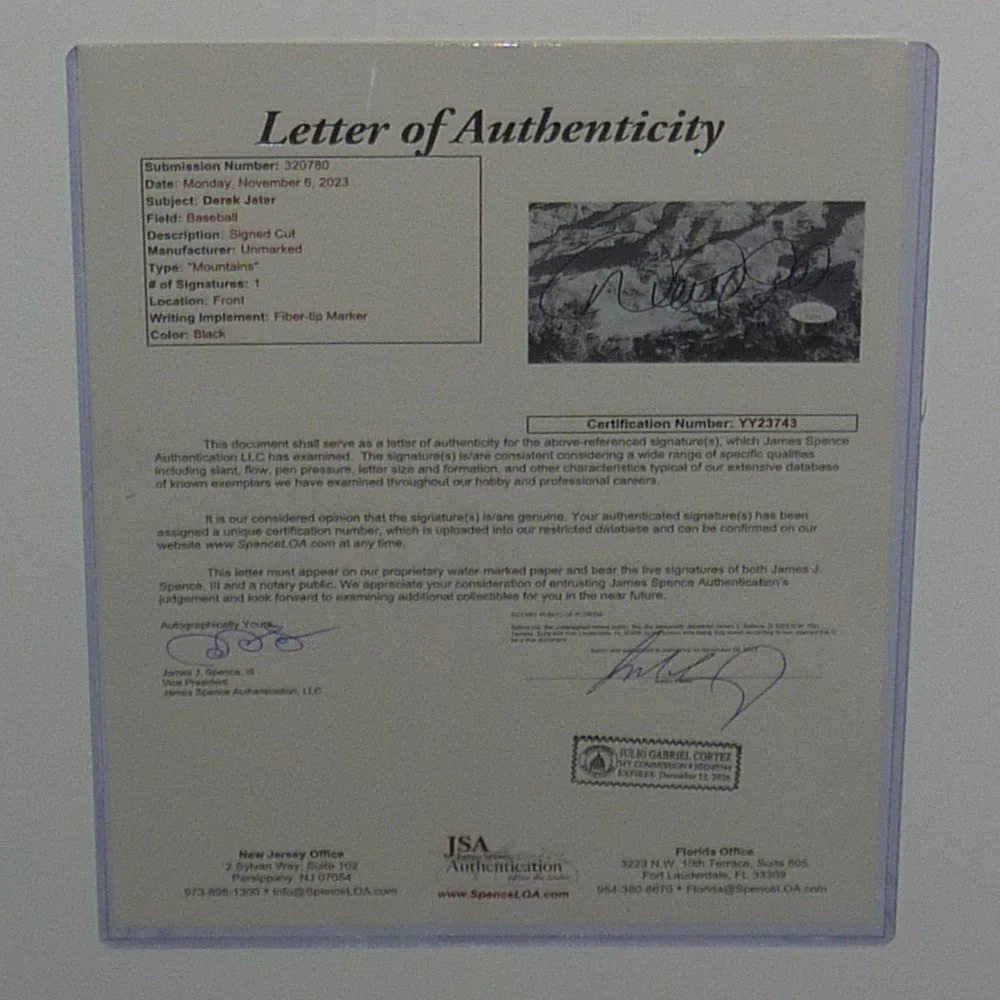 Letter of Authenticity
Submission Number: 320780
Date: Monday, November 6, 2023
Subject: Derek Jeter
Field: Baseball
Description: Signed Cut
Manufacturer: Unmarked
Type: "Mountains"
# of Signatures: 1
Location: Front
Writing Implement: Fiber-tip Marker
Color: Black
Certification Number: YY23743
This document shall serve as a letter of authenticity for the above-referenced signature(s), which James Spence
Authentication LLC has examined. The signature(s) is/are consistent considering a wide range of specific qualities
including slant, flow, pen pressure, letter size and formation, and other characteristics typical of our extensive database
of known exemplars we have examined throughout our hobby and professional careers.
It is our considered opinion that the signature(s) is/are genuine. Your authenticated signature(s) has been
assigned a unique certification number, which is uploaded into our restricted database and can be confirmed on our
website www.SpenceLOA.com at any time.
This letter must appear on our proprietary water-marked paper and bear the live signatures of both James J.
Spence, III and a notary public. We appreciate your consideration of entrusting James Spence Authentication's
judgement and look forward to examining additional collectibles for you in the near future.
Autographically Yours,
James J. Spence, III
Vice President,
James Spence Authentication, LLC
JULIO GABRIEL CORTEZ
MY COMMISSION #
EXPIRES: December 12,
New Jersey Office
2 Sylvan Way, Suite 102
Parsippany, NJ 07054
973-898-1300 * Info@SpenceLOA.com
JSA
Authentication
www.SpenceLOA.com
Florida Office
3223 N.W. 10th Terrace, Suite 605
Fort Lauderdale, FL 33309
954-380-8670 * Florida@SpenceLOA.com